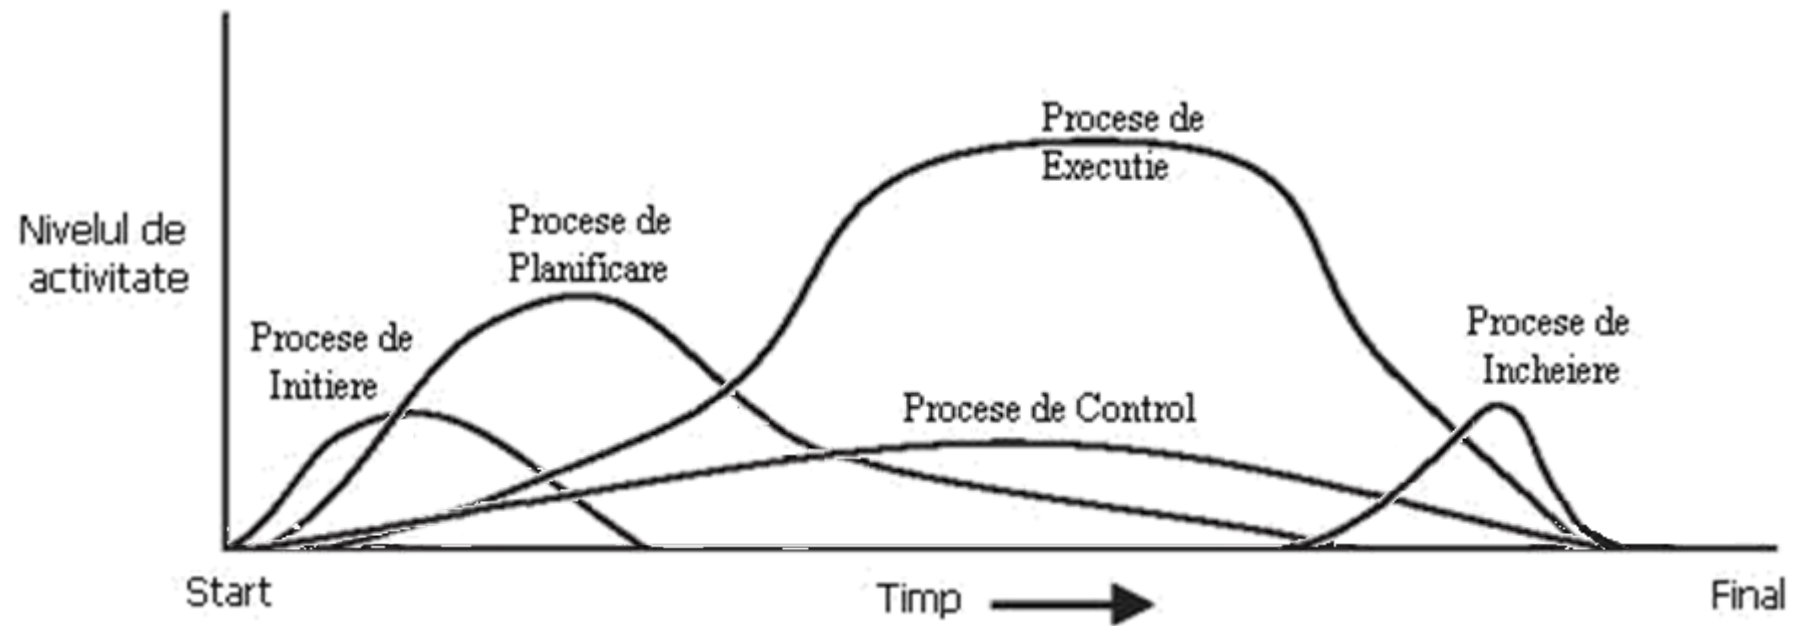 Procese de
Executie
Procese de
Planificare
Nivelul de
activitate
Procese de
Initiere
Procese de
Incheiere
Procese de Control
Start
Timp
Final